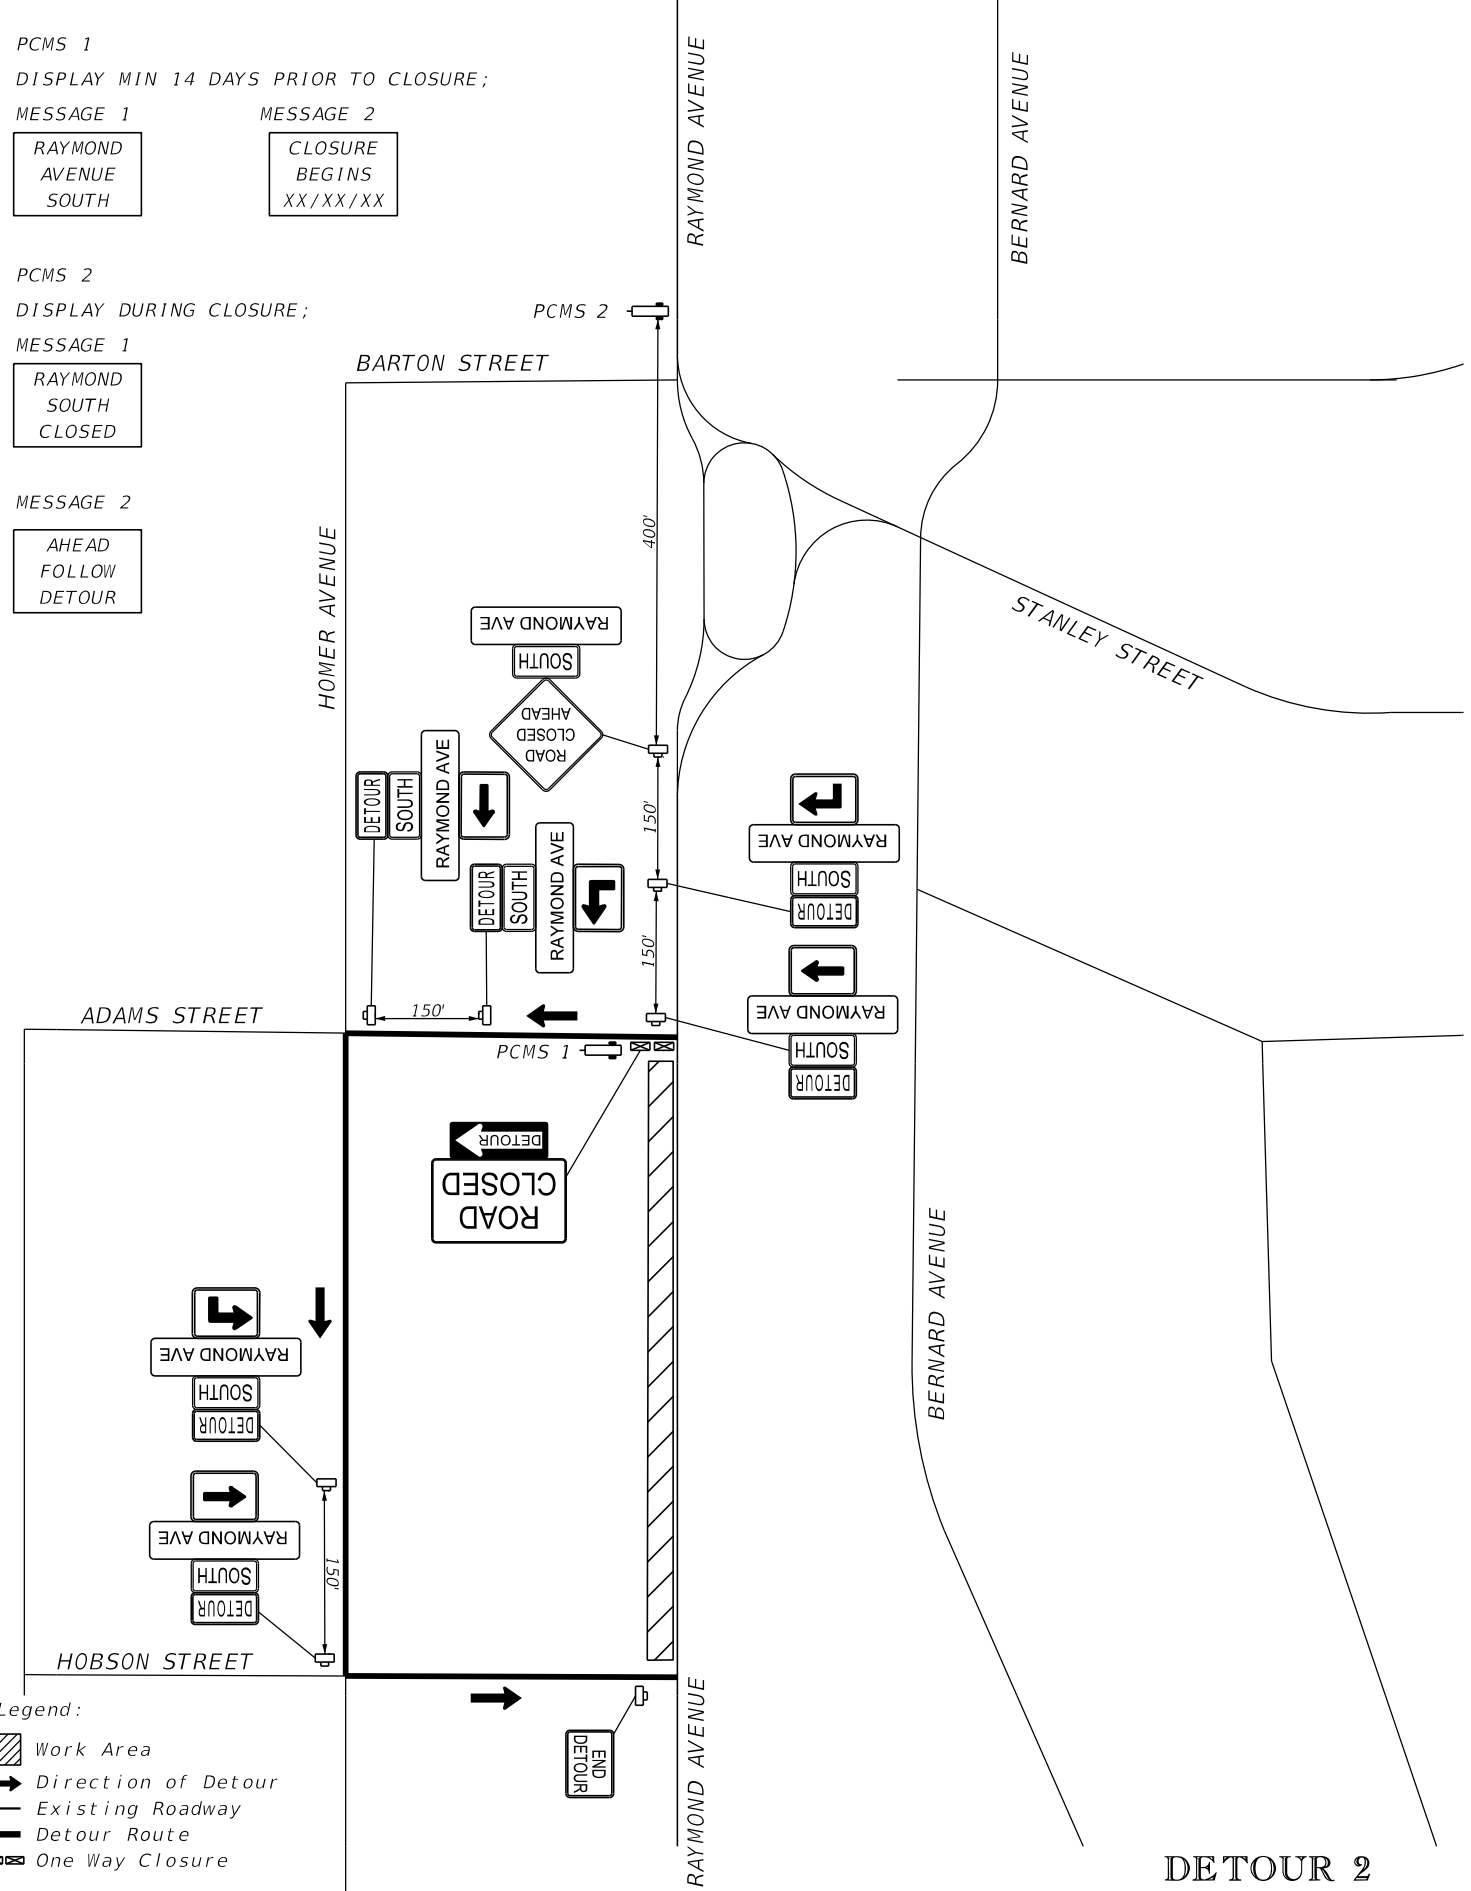 PCMS 1
DISPLAY MIN 14 DAYS PRIOR TO CLOSURE;
MESSAGE 1
RAYMOND
AVENUE
SOUTH
MESSAGE 2
CLOSURE
BEGINS
XX/XX/XX
PCMS 2
DISPLAY DURING CLOSURE;
MESSAGE 1
RAYMOND
SOUTH
CLOSED
MESSAGE 2
AHEAD
FOLLOW
DETOUR
RAYMOND AVENUE
BERNARD AVENUE
PCMS 2
BARTON STREET
HOMER AVENUE
400'
STANLEY STREET
RAYMOND AVE
SOUTH
ROAD
CLOSED
AHEAD
DETOUR
SOUTH
RAYMOND AVE
DETOUR
SOUTH
RAYMOND AVE
150'
150'
150'
DETOUR
SOUTH
RAYMOND AVE
DETOUR
SOUTH
RAYMOND AVE
ADAMS STREET
PCMS 1
DETOUR
ROAD
CLOSED
BERNARD AVENUE
DETOUR
SOUTH
RAYMOND AVE
DETOUR
SOUTH
RAYMOND AVE
150'
HOBSON STREET
END
DETOUR
RAYMOND AVENUE
Legend:
Work Area
Direction of Detour
Existing Roadway
Detour Route
One Way Closure
DETOUR 2